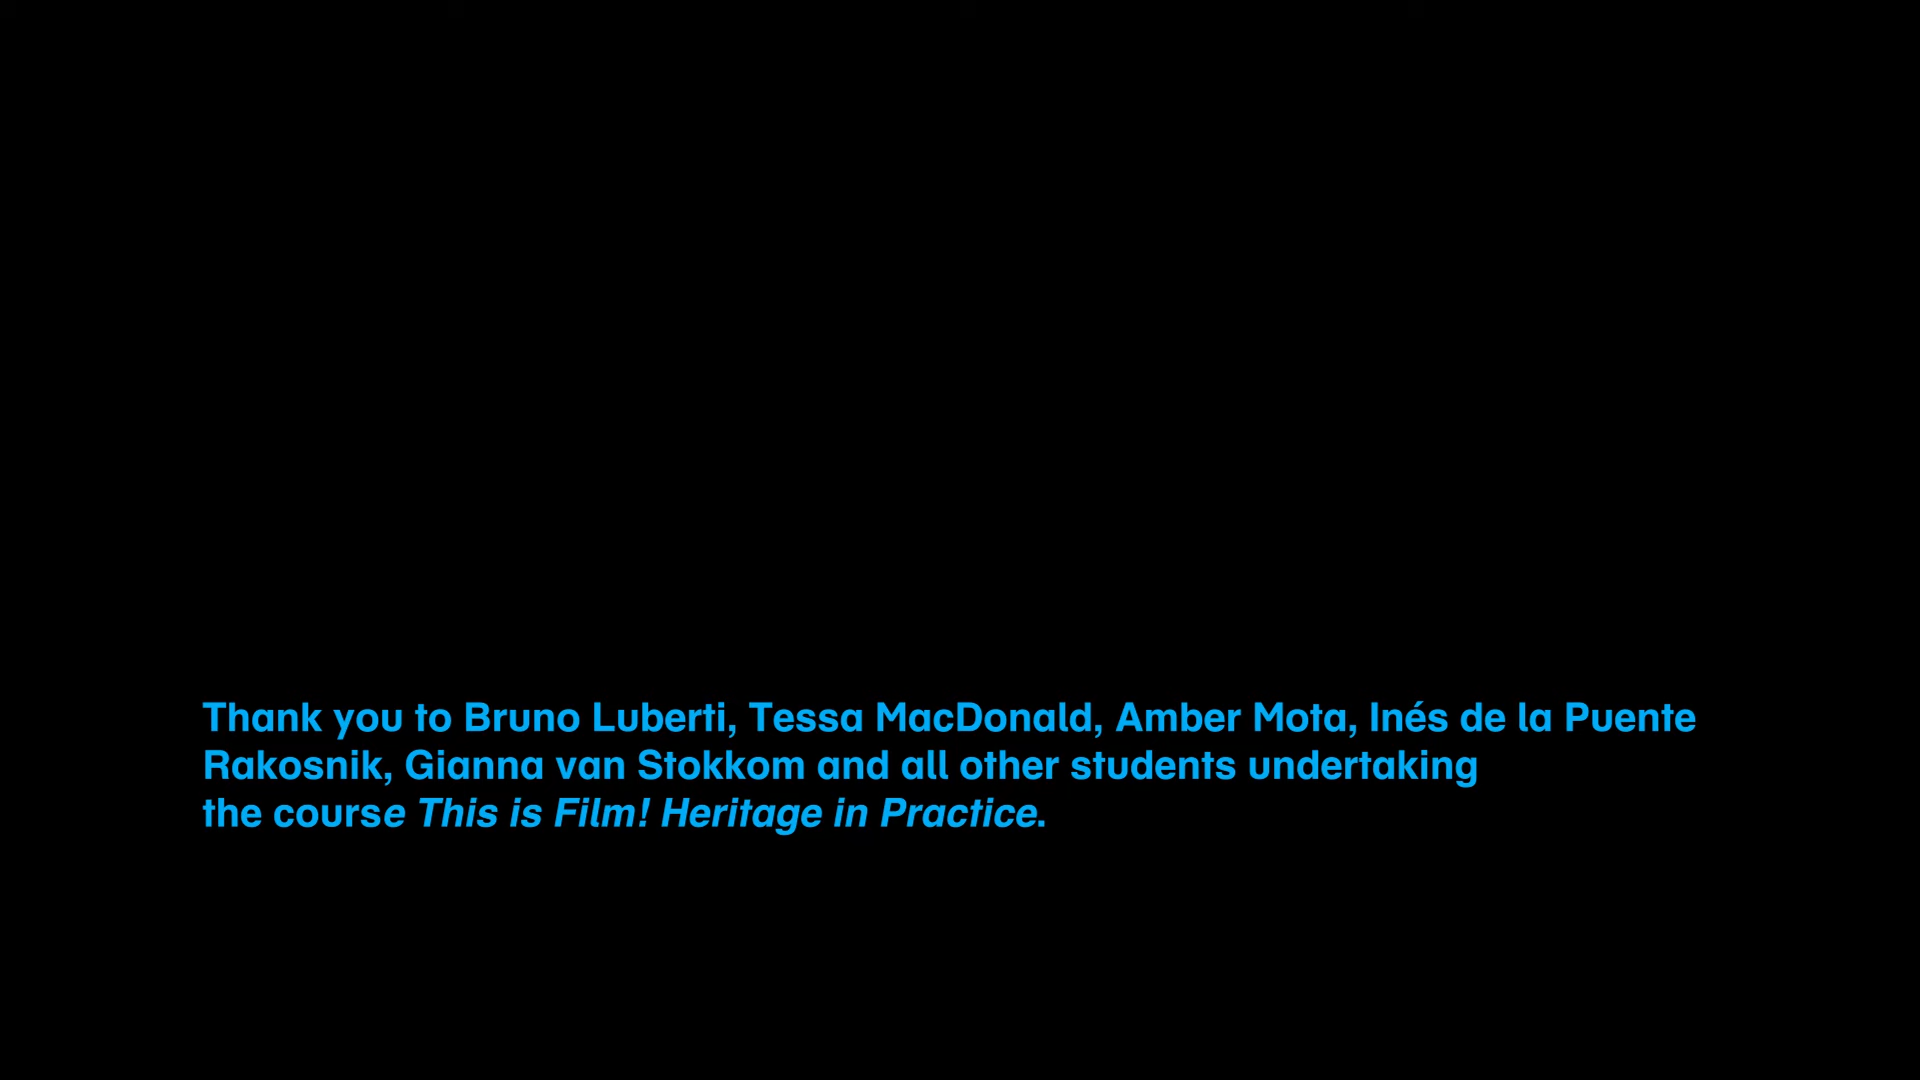 Thank you to Bruno Luberti, Tessa MacDonald, Amber Mota, Inés de la Puente
Rakosnik, Gianna van Stokkom and all other students undertaking
the course This is Film! Heritage in Practice.